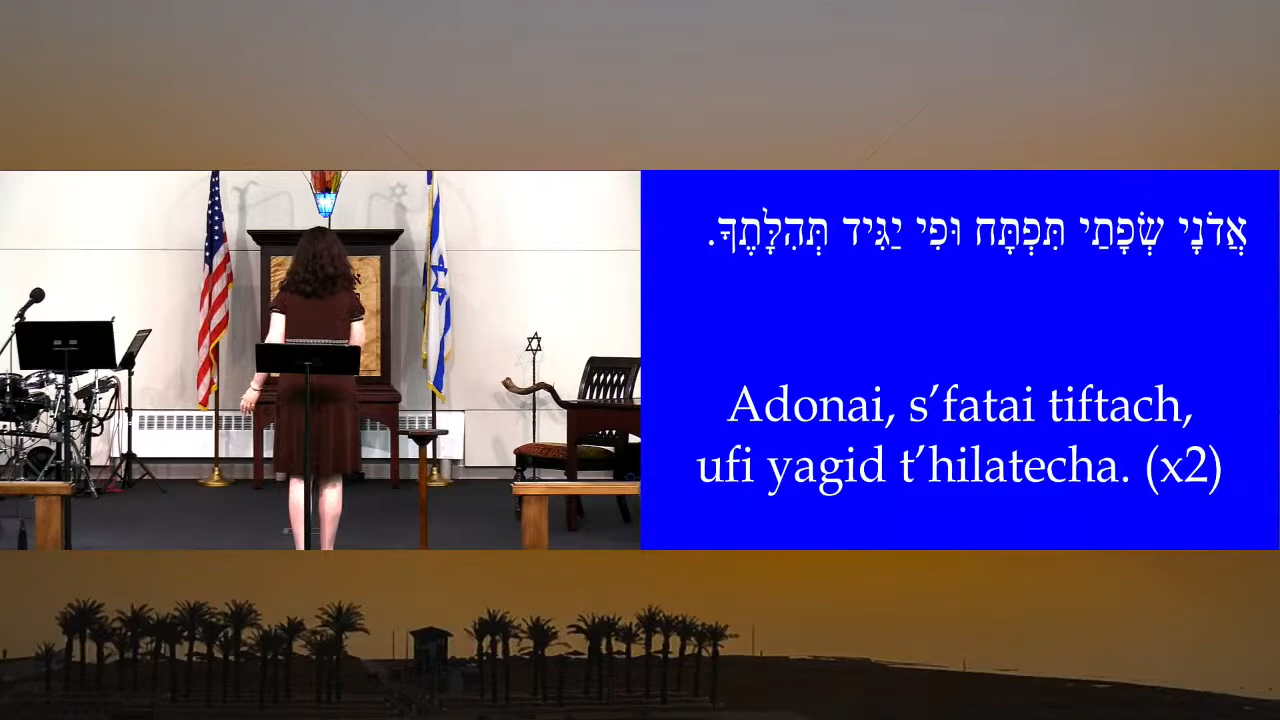 אֲדֹנָי שְׂפָתַי תִּפְתָּח וּפִי יַגִּיד תְּהִלָּתֶךָ.
Adonai, s’fatai tiftach,
ufi yagid t’hilatecha. (x2)